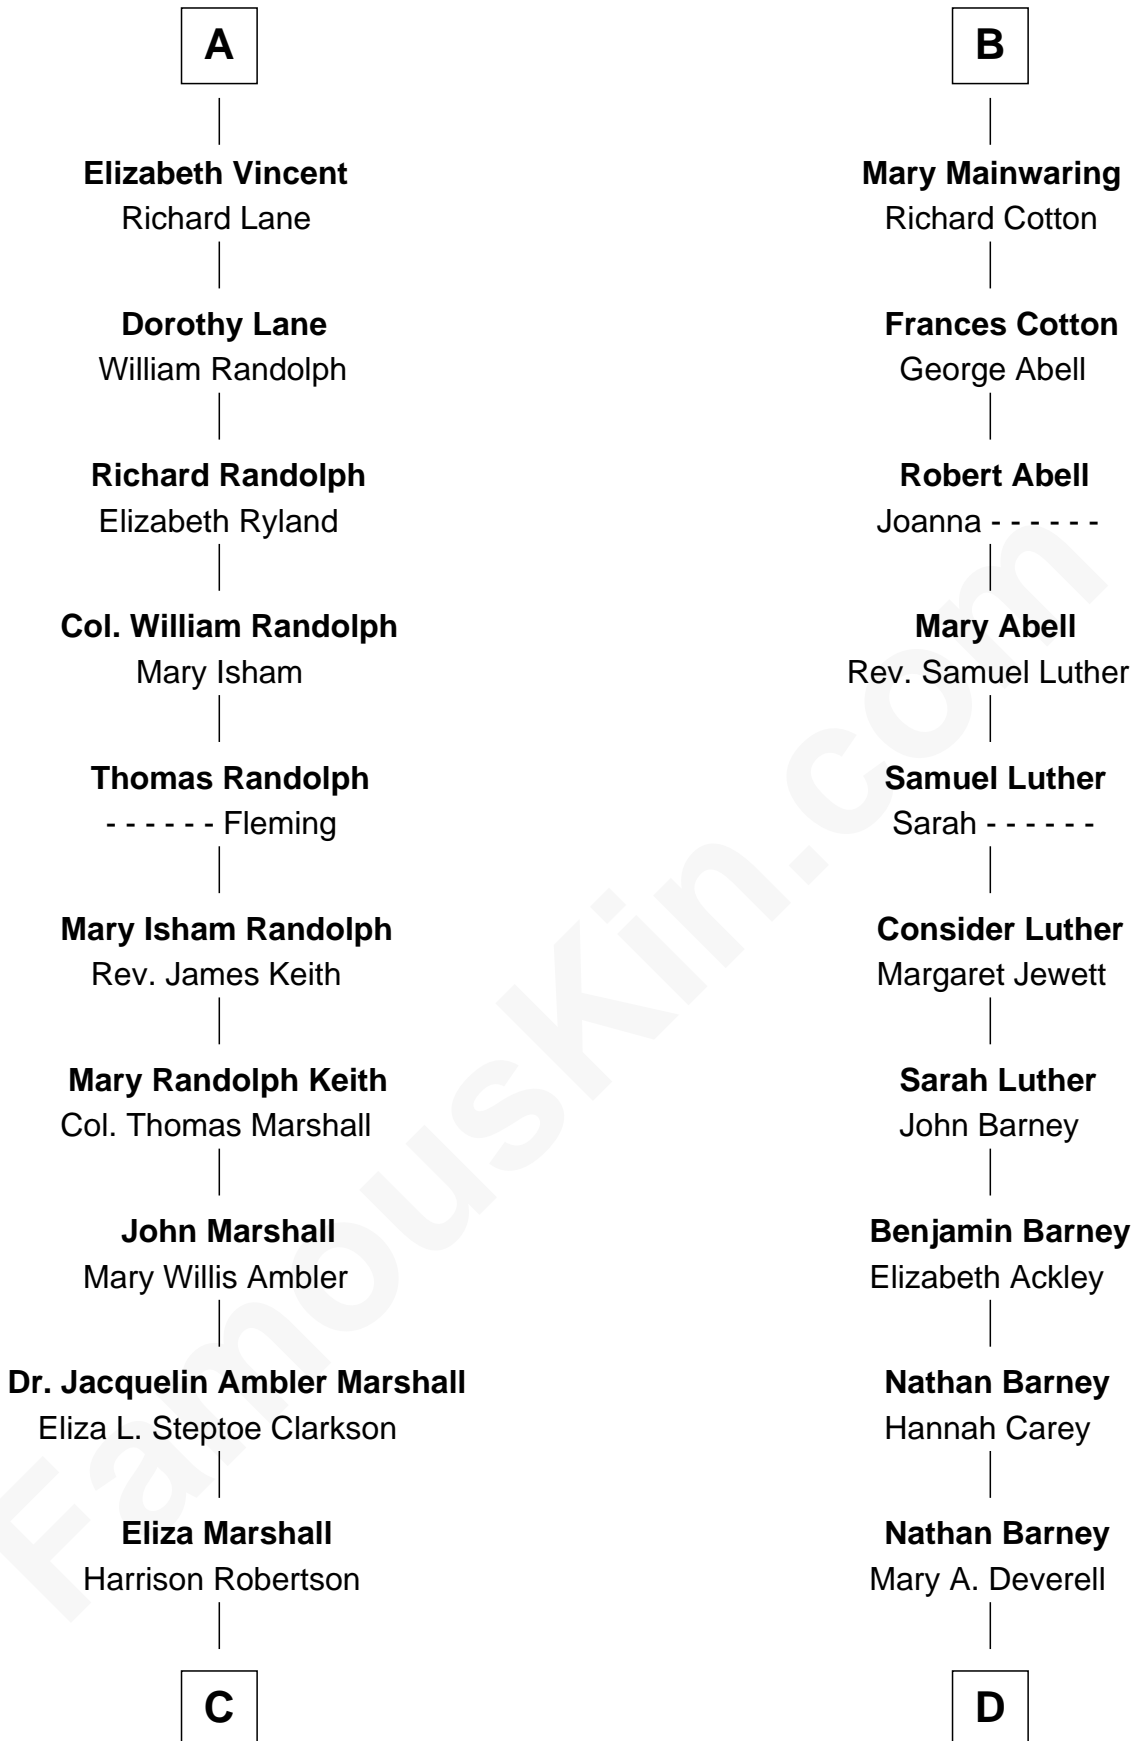 A
Elizabeth Vincent
Richard Lane
Dorothy Lane
William Randolph
Richard Randolph
Elizabeth Ryland
Col. William Randolph
Mary Isham
Thomas Randolph
- - - - - - Fleming
Mary Isham Randolph
Rev. James Keith
Mary Randolph Keith
Col. Thomas Marshall
John Marshall
Mary Willis Ambler
Dr. Jacquelin Ambler Marshall
Eliza L. Steptoe Clarkson
Eliza Marshall
Harrison Robertson
C
B
Mary Mainwaring
Richard Cotton
Frances Cotton
George Abell
Robert Abell
Joanna - - - - - -
Mary Abell
Rev. Samuel Luther
Samuel Luther
Sarah - - - - - -
Consider Luther
Margaret Jewett
Sarah Luther
John Barney
Benjamin Barney
Elizabeth Ackley
Nathan Barney
Hannah Carey
Nathan Barney
Mary A. Deverell
D
FamousKin.com